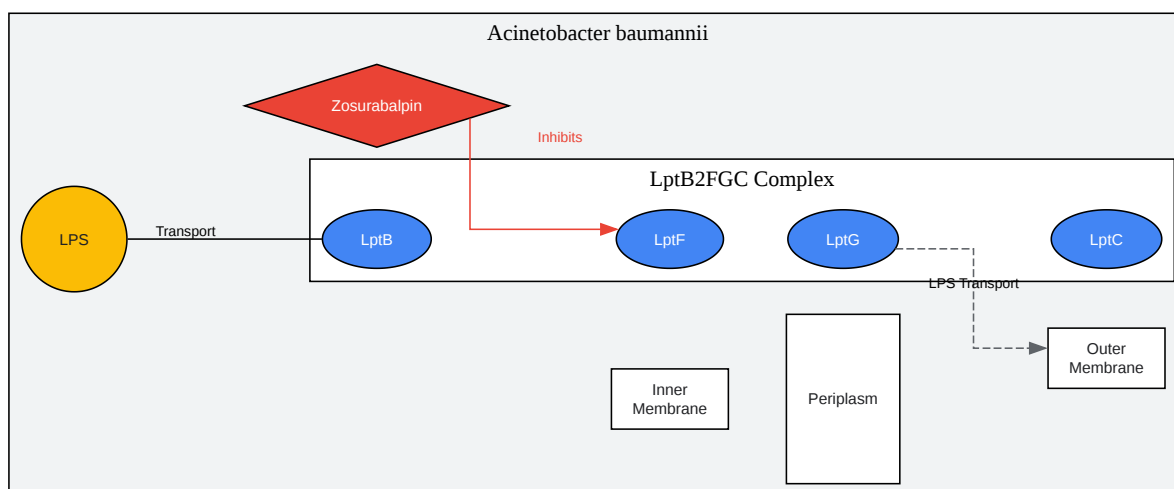 Acinetobacter baumannii
Zosurabalpin
Inhibits
LptB2FGC Complex
LPS
Transport
LptB
LptF
LptG
LptC
LPS Transport
Outer
Membrane
Inner
Membrane
Periplasm